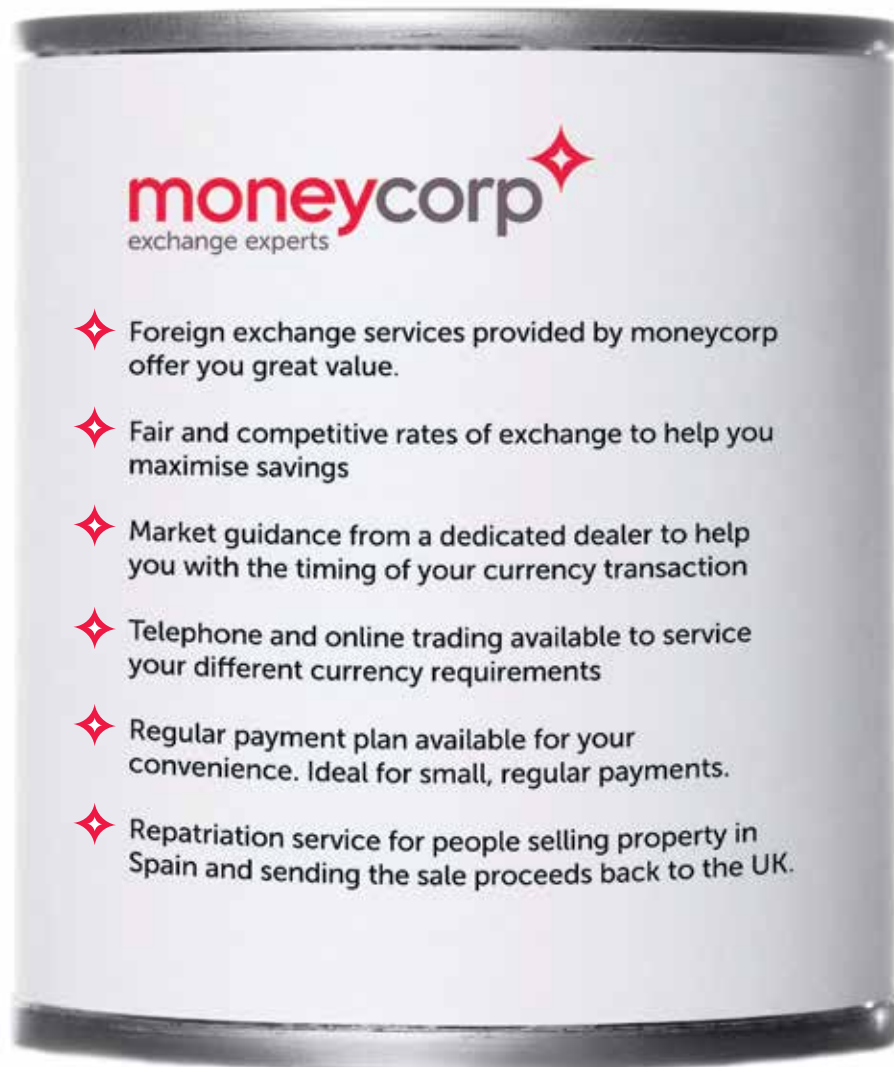 moneycorp
exchange experts
Foreign exchange services provided by moneycorp
offer you great value.
Fair and competitive rates of exchange to help you
maximise savings
Market guidance from a dedicated dealer to help
you with the timing of your currency transaction
Telephone and online trading available to service
your different currency requirements
Regular payment plan available for your
convenience. Ideal for small, regular payments.
Repatriation service for people selling property in
Spain and sending the sale proceeds back to the UK.